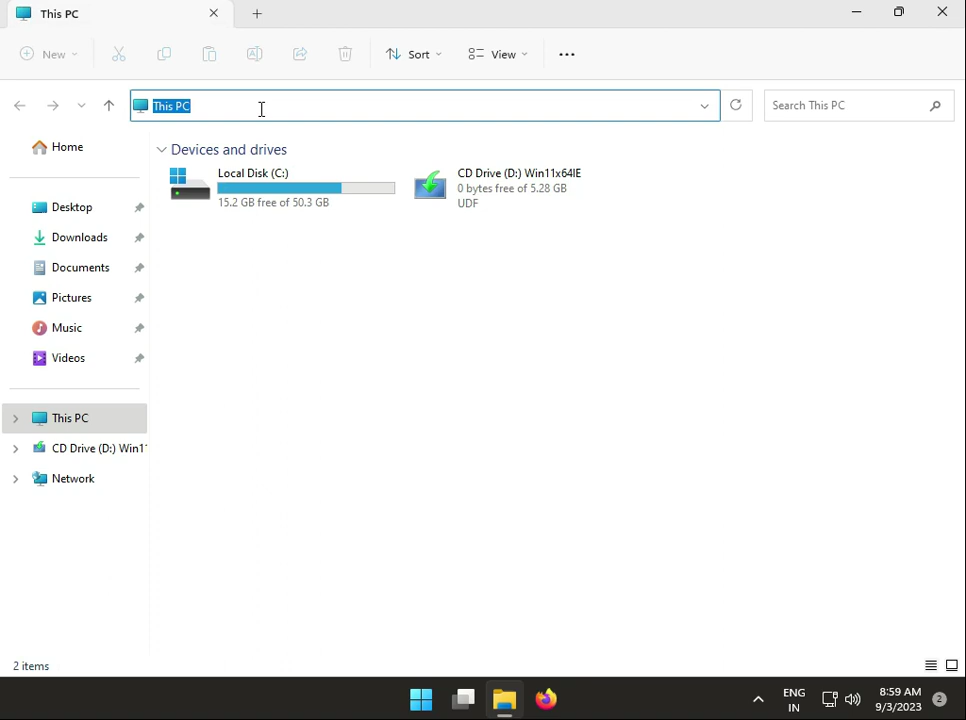 This PC
New
Sort
View
This PC
Search This PC
Home
Devices and drives
Local Disk (C:)
15.2 GB free of 50.3 GB
CD Drive (D:) Win11x64IE
0 bytes free of 5.28 GB
UDF
Desktop
Downloads
Documents
Pictures
Music
Videos
This PC
CD Drive (D:) Win1
Network
2 items
ENG
IN
8:59 AM
9/3/2023
2